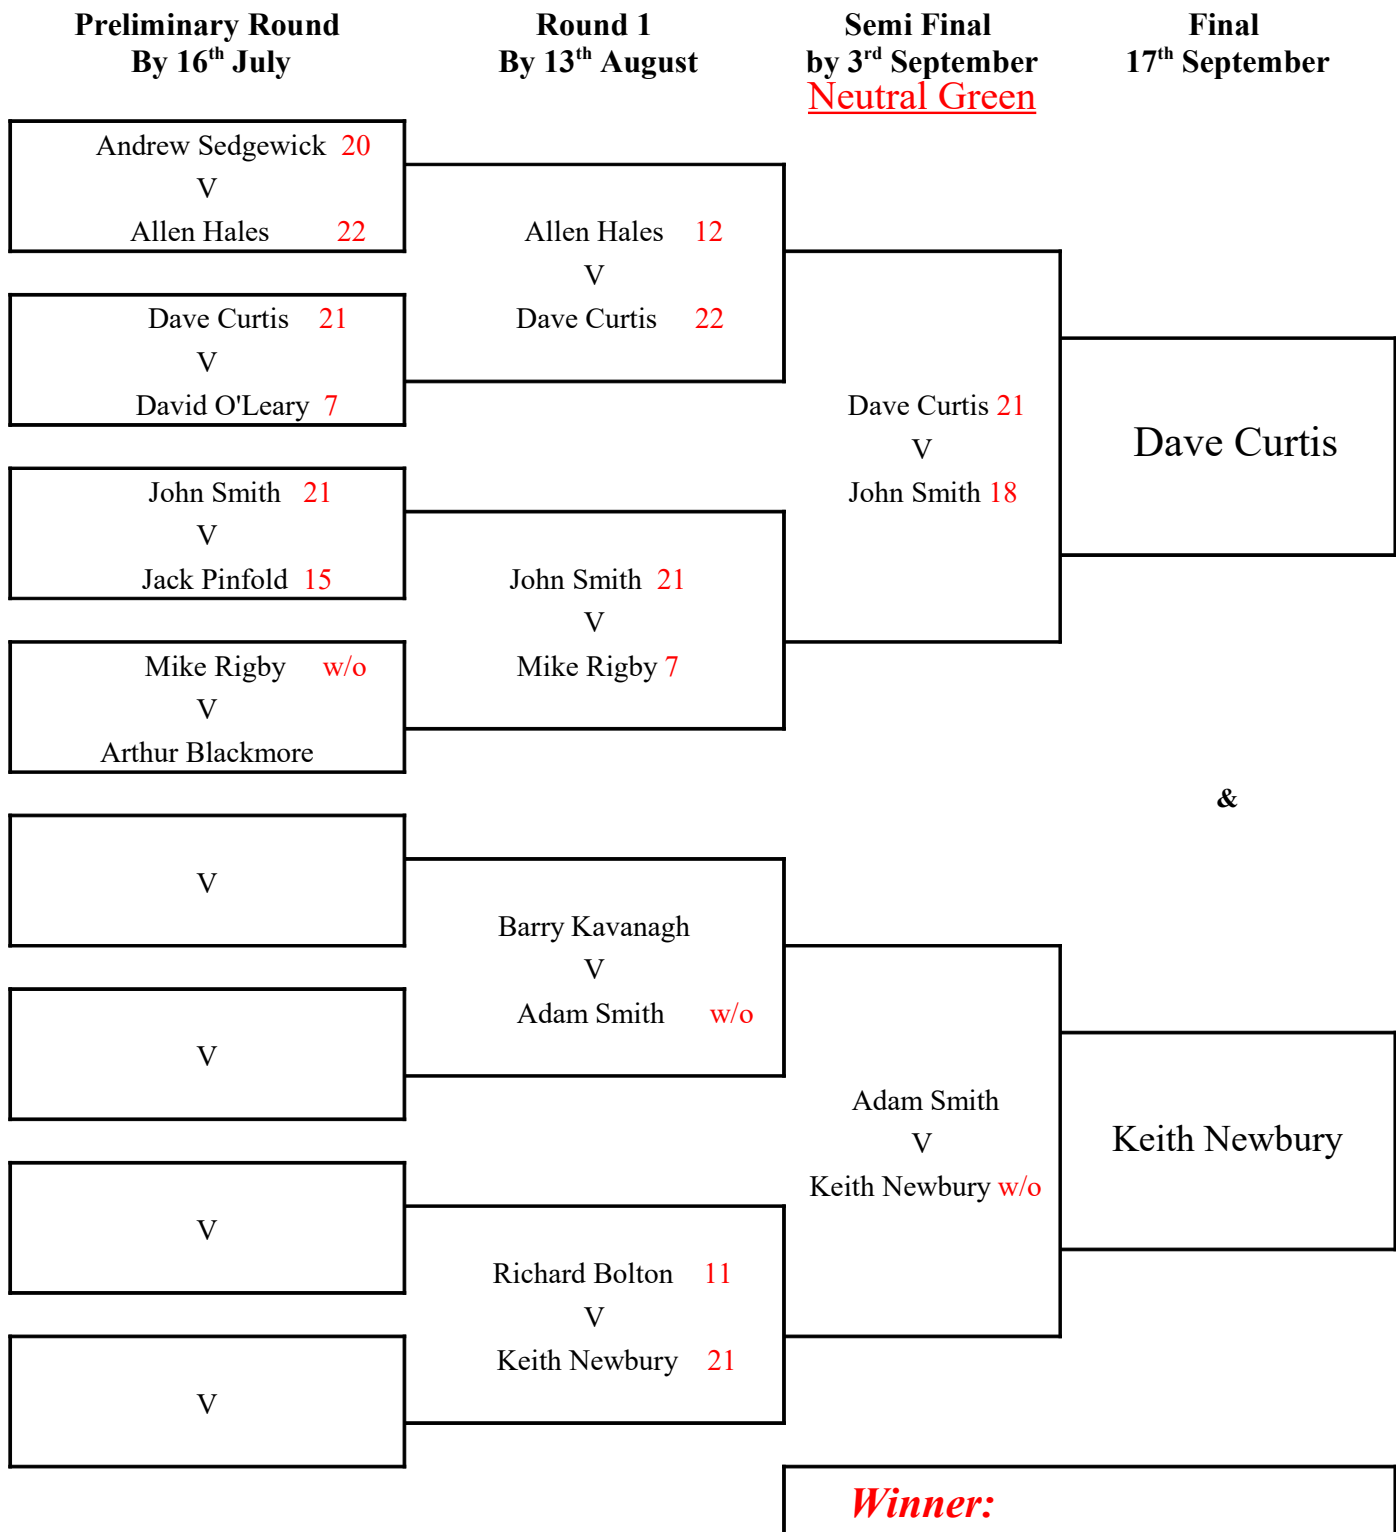 Preliminary Round
By 16th July
Round 1
By 13th August
Semi Final
by 3rd September
Neutral Green
Final
17th September
Andrew Sedgewick 20
V
Allen Hales 22
Dave Curtis 21
V
David O'Leary 7
John Smith 21
V
Jack Pinfold 15
Mike Rigby w/o
V
Arthur Blackmore
V
V
V
V
Allen Hales 12
V
Dave Curtis 22
John Smith 21
V
Mike Rigby 7
Barry Kavanagh
V
Adam Smith w/o
Richard Bolton 11
V
Keith Newbury 21
Dave Curtis 21
V
John Smith 18
Adam Smith
V
Keith Newbury w/o
Dave Curtis
&
Keith Newbury
Winner: